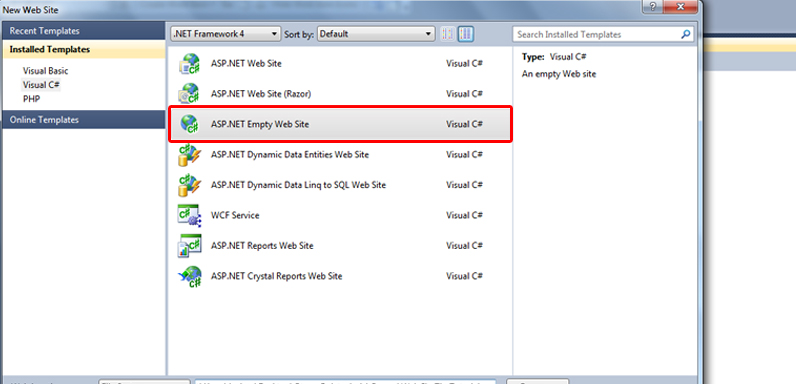 New Web Site
Recent Templates
.NET Framework 4
Sort by:
Default
Search Installed Templates
Installed Templates
Visual Basic
Visual C#
PHP
Online Templates
ASP.NET Web Site Visual C#
ASP.NET Web Site (Razor) Visual C#
ASP.NET Empty Web Site Visual C#
ASP.NET Dynamic Data Entities Web Site Visual C#
ASP.NET Dynamic Data Linq to SQL Web Site Visual C#
WCF Service Visual C#
ASP.NET Reports Web Site Visual C#
ASP.NET Crystal Reports Web Site Visual C#
Type: Visual C#
An empty Web site